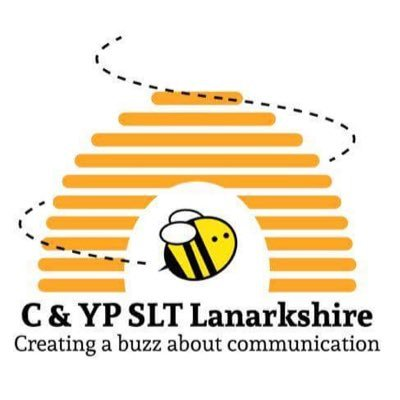 C & YP SLT Lanarkshire
Creating a buzz about communication